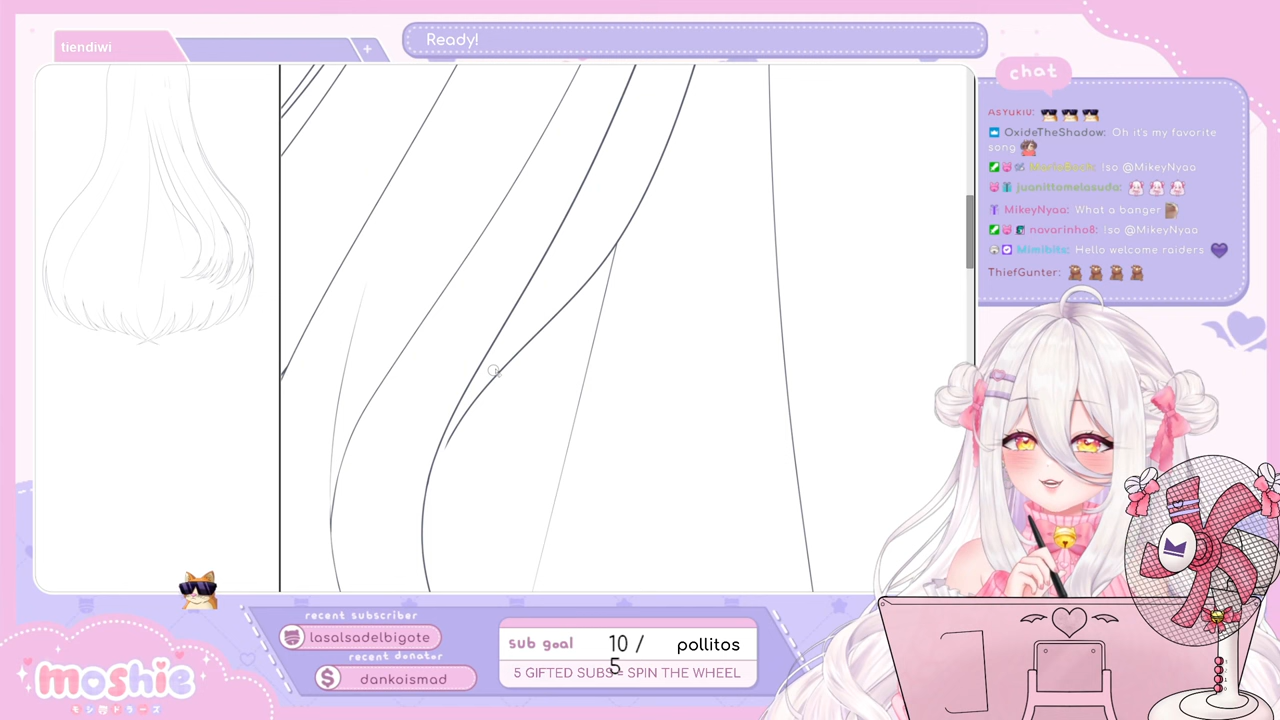 tiendiwi
+
Ready!
chat
AsYukiu:
OxideTheShadow: Oh it's my favorite
song
!so @MikeyNyaa
juanittamelasuda:
MikeyNyaa: What a banger
navarinho8: !so @MikeyNyaa
Mimibits: Hello welcome raiders
ThiefGunter:
recent subscriber
lasalsadelbigote
recent donator
$ dankoismad
sub goal
10 /
5
pollitos
5 GIFTED SUBS = SPIN THE WHEEL
moshie